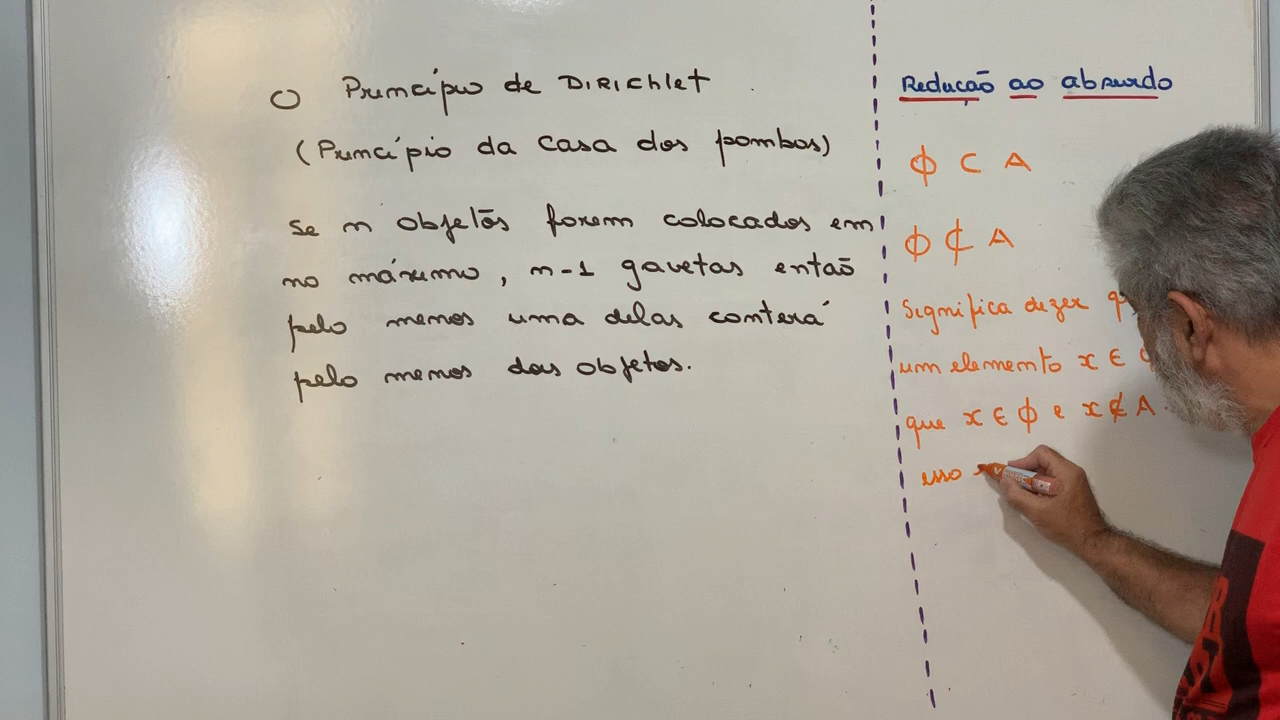 O Princípio de DIRIChLet
(Princípio da Casa dos pombos)
Se n objetos forem colocados em
no máximo, n-1 gavetas então
pelo menos uma delas conterá
pelo menos dois objetos.
Redução ao absurdo
ϕ ⊂ A
ϕ ⊄ A
Significa dizer
um elemento x ∈
que x ∈ ϕ e x ∉ A.
isso